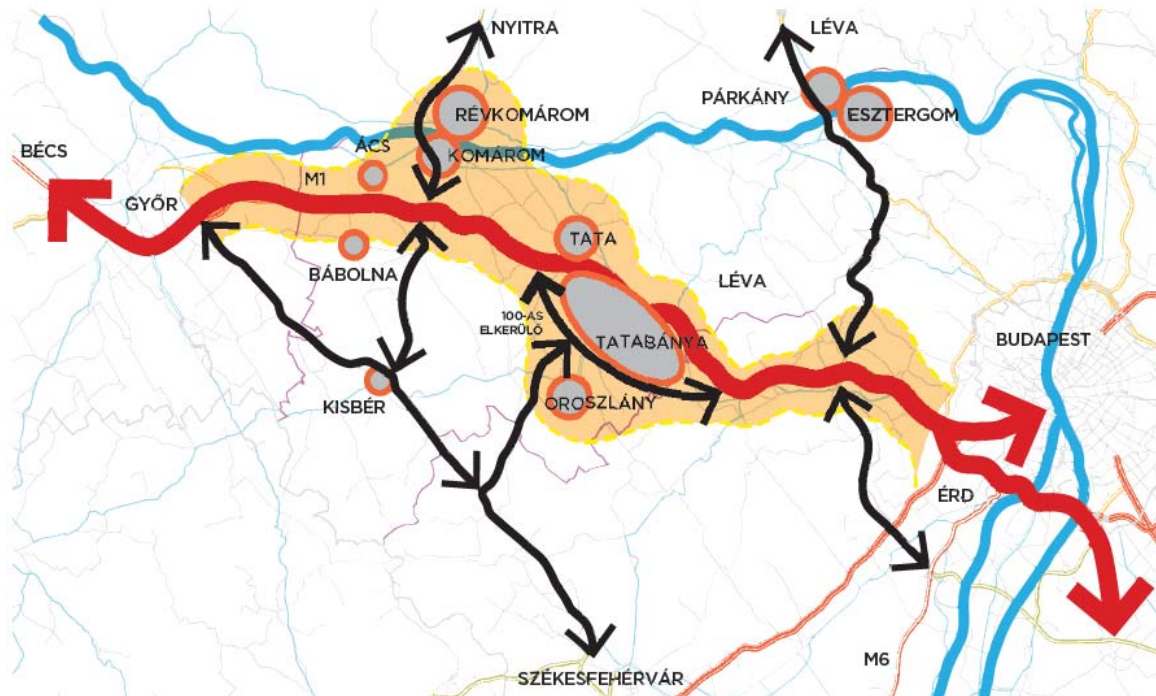 NYITRA
LÉVA
PÁRKÁNY
RÉVKOMÁROM
ESZTERGOM
BÉCS
ÁCS
KOMÁROM
M1
GYŐR
TATA
BÁBOLNA
LÉVA
100-AS
ELKERÜLŐ
TATABÁNYA
BUDAPEST
KISBÉR
OROSZLÁNY
ÉRD
M6
SZÉKESFEHÉRVÁR